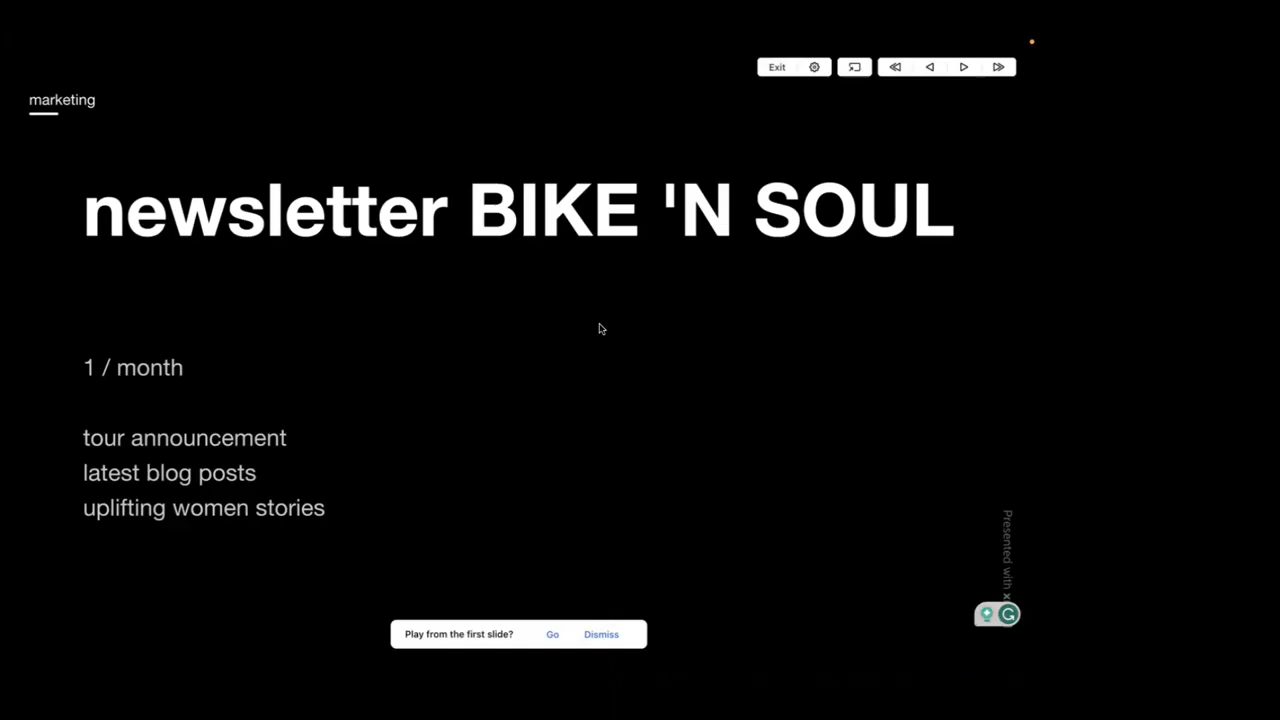 Exit
marketing
newsletter BIKE 'N SOUL
1 / month
tour announcement
latest blog posts
uplifting women stories
Presented with x
Play from the first slide? Go Dismiss